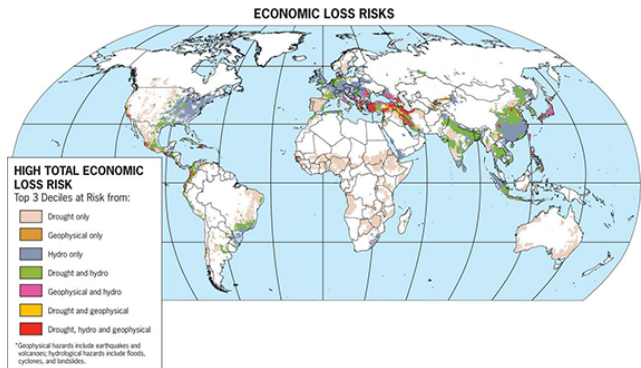 ECONOMIC LOSS RISKS
HIGH TOTAL ECONOMIC
LOSS RISK
Top 3 Deciles at Risk from:
Drought only
Geophysical only
Hydro only
Drought and hydro
Geophysical and hydro
Drought and geophysical
Drought, hydro and geophysical
*Geophysical hazards include earthquakes and
volcanoes; hydrological hazards include floods,
cyclones, and landslides.